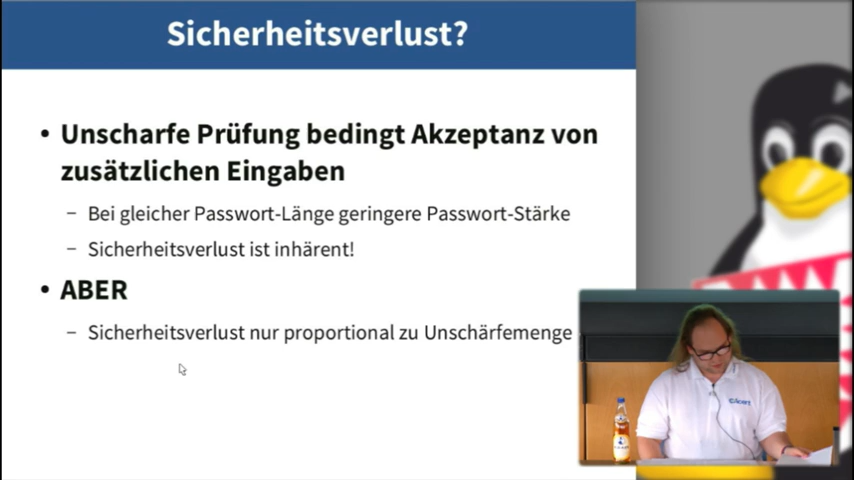 Sicherheitsverlust?
• Unscharfe Prüfung bedingt Akzeptanz von
zusätzlichen Eingaben
– Bei gleicher Passwort-Länge geringere Passwort-Stärke
– Sicherheitsverlust ist inhärent!
• ABER
– Sicherheitsverlust nur proportional zu Unschärfemenge